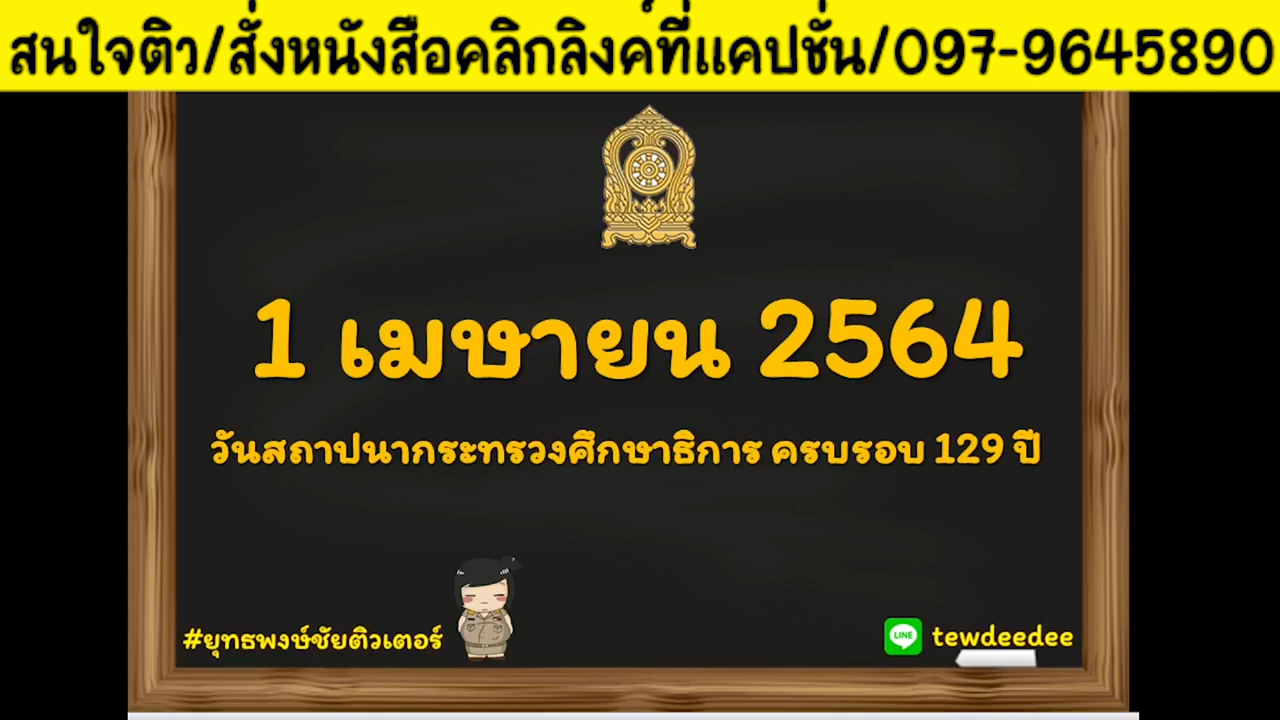 สนใจติว/สั่งหนังสือคลิกลิงค์ที่แคปชั่น/097-9645890
1 เมษายน 2564
วันสถาปนากระทรวงศึกษาธิการ ครบรอบ 129 ปี
#ยุทธพงษ์ชัยติวเตอร์
LINE tewdeedee